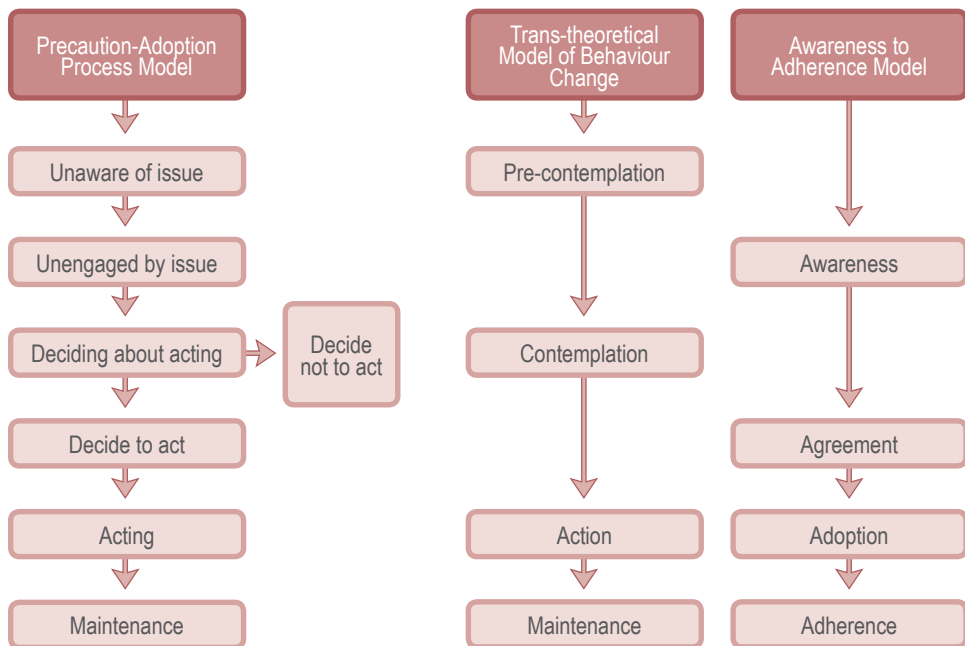 Precaution-Adoption
Process Model
Unaware of issue
Unengaged by issue
Deciding about acting
Decide
not to act
Decide to act
Acting
Maintenance
Trans-theoretical
Model of Behaviour
Change
Pre-contemplation
Contemplation
Action
Maintenance
Awareness to
Adherence Model
Awareness
Agreement
Adoption
Adherence